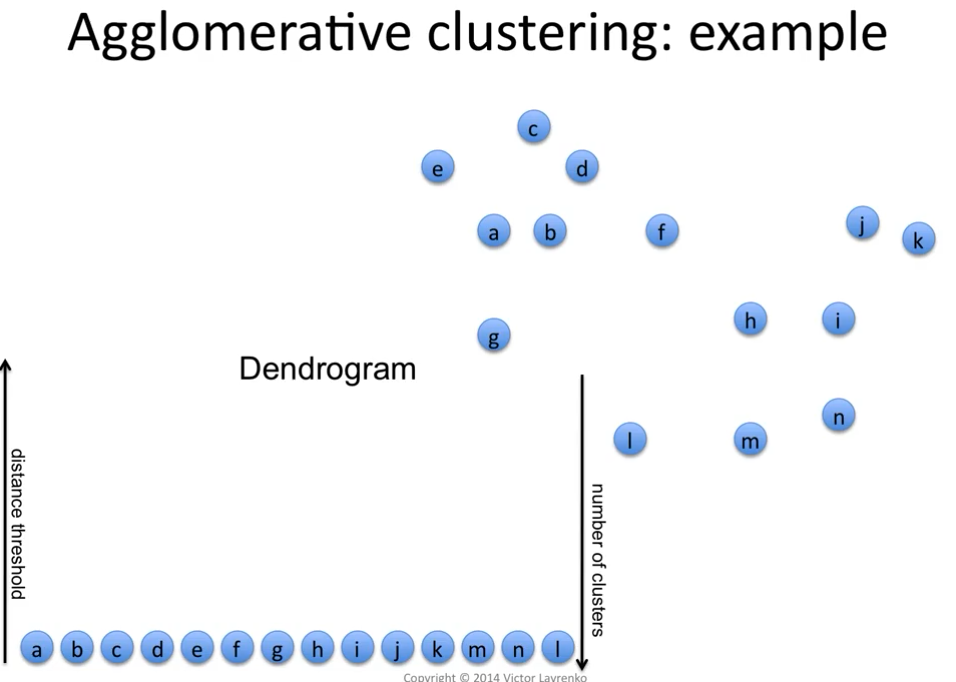 Agglomerative clustering: example
c
e
d
a
b
f
j
k
h
i
g
Dendrogram
n
l
m
distance threshold
number of clusters
a b c d e f g h i j k m n l
Copyright © 2014 Victor Lavrenko